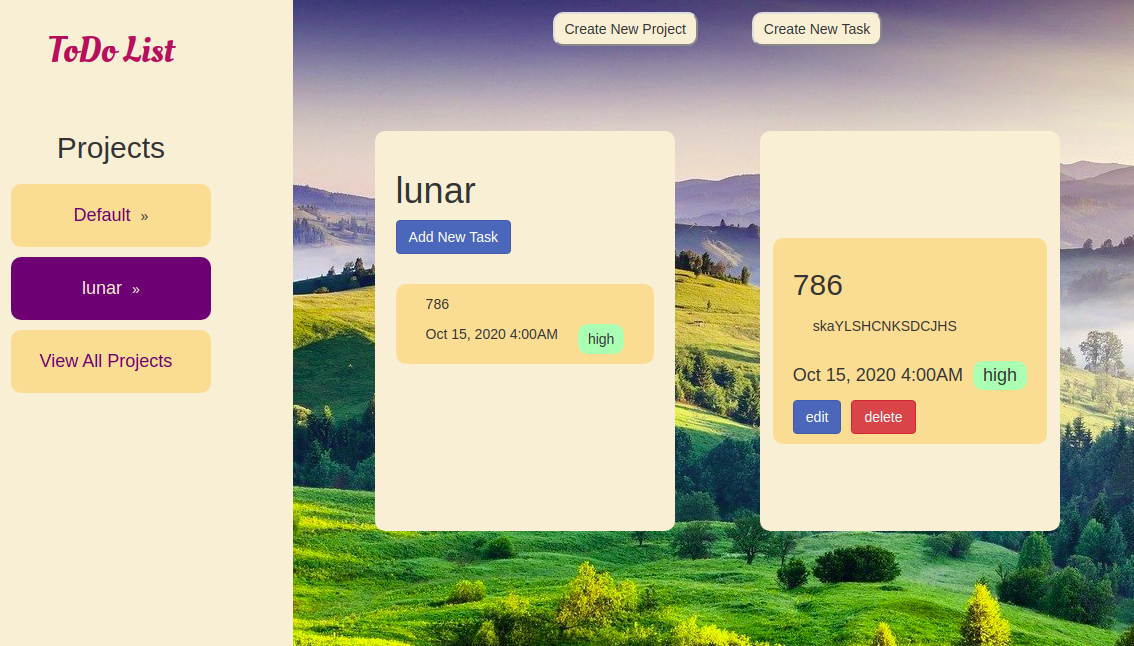 ToDo List
Projects
Default »
lunar »
View All Projects
Create New Project
Create New Task
lunar
Add New Task
786
Oct 15, 2020 4:00AM high
786
skaYLSHCNKSDCJHS
Oct 15, 2020 4:00AM high
edit delete